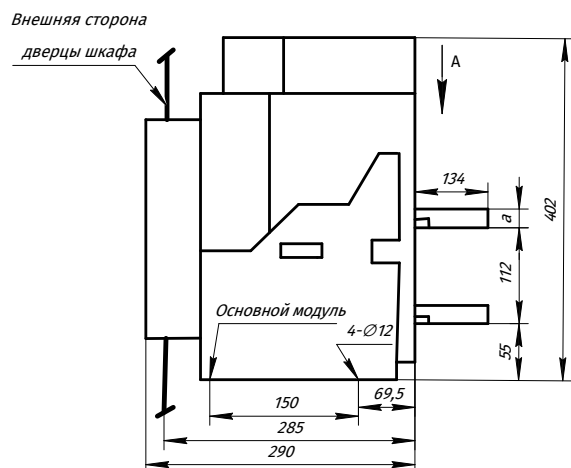 Внешняя сторона
дверцы шкафа
А
134
a
402
112
Основной модуль
4-∅12
55
150
69,5
285
290